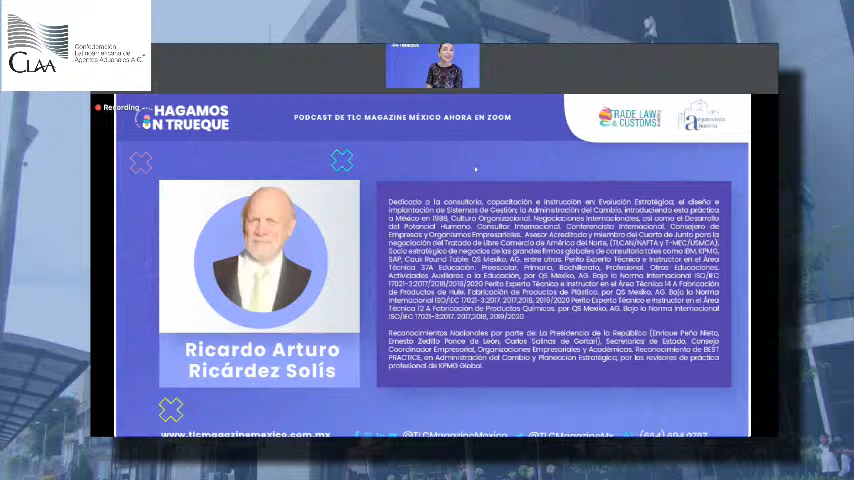 CLAA
Confederación
Latinoamericana de
Agentes Aduanales A.C.
N TRUEQUE
Recording
HAGAMOS
UN TRUEQUE
PODCAST DE TLC MAGAZINE MÉXICO AHORA EN ZOOM
TRADE LAW
& CUSTOMS
Dedicado a la consultoría, capacitación e instrucción en: Evolución Estratégica; el diseño e
implantación de Sistemas de Gestión; la Administración del Cambio, introduciendo esta práctica
a México en 1988, Cultura Organizacional, Negociaciones Internacionales, así como el Desarrollo
del Potencial Humano. Consultor Internacional. Conferencista Internacional. Consejero de
Empresas y Organismos Empresariales. Asesor Acreditado y miembro del Cuarto de Junto para la
negociación del Tratado de Libre Comercio de América del Norte, (TLCAN/NAFTA y T-MEC/USMCA).
Socio estratégico de negocios de las grandes firmas globales de consultoría tales como IBM, KPMG,
SAP, Caux Round Table, QS Mexiko, AG, entre otras. Perito Experto Técnico e Instructor en el Área
Técnica 37A Educación: Preescolar, Primaria, Bachillerato, Profesional. Otras Educaciones.
Actividades Auxiliares a la Educación, por QS Mexiko, AG. Bajo la Norma Internacional ISO/IEC
17021-3:2017/2018/2019/2020 Perito Experto Técnico e Instructor en el Área Técnica 14 A Fabricación
de Productos de Hule. Fabricación de Productos de Plástico. por QS Mexiko, AG. Bajo la Norma
Internacional ISO/IEC 17021-3:2017. 2017,2018, 2019/2020 Perito Experto Técnico e Instructor en el Área
Técnica 12 A Fabricación de Productos Químicos. por QS Mexiko, AG. Bajo la Norma Internacional
ISO/IEC 17021-3:2017. 2017,2018, 2019/2020
Reconocimientos Nacionales por parte de: La Presidencia de la República (Enrique Peña Nieto,
Ernesto Zedillo Ponce de León, Carlos Salinas de Gortari), Secretarías de Estado, Consejo
Coordinador Empresarial, Organizaciones Empresariales y Académicas. Reconocimiento de BEST
PRACTICE, en Administración del Cambio y Planeación Estratégica, por los revisores de práctica
profesional de KPMG Global.
Ricardo Arturo
Ricárdez Solís
www.tlcmagazinemexico.com.mx
@TLCMagazineMexico
@TLCMagazineMx